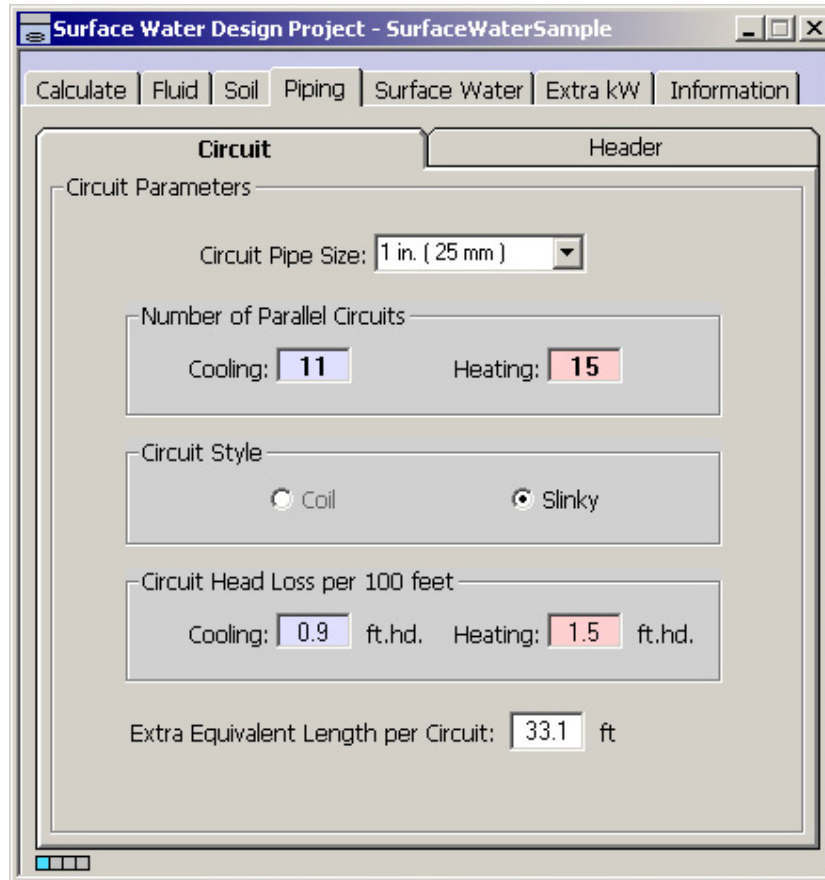 Surface Water Design Project - SurfaceWaterSample
Calculate Fluid Soil Piping Surface Water Extra kW Information
Circuit Header
Circuit Parameters
Circuit Pipe Size: 1 in. ( 25 mm )
Number of Parallel Circuits
Cooling: 11 Heating: 15
Circuit Style
Coil Slinky
Circuit Head Loss per 100 feet
Cooling: 0.9 ft.hd. Heating: 1.5 ft.hd.
Extra Equivalent Length per Circuit: 33.1 ft